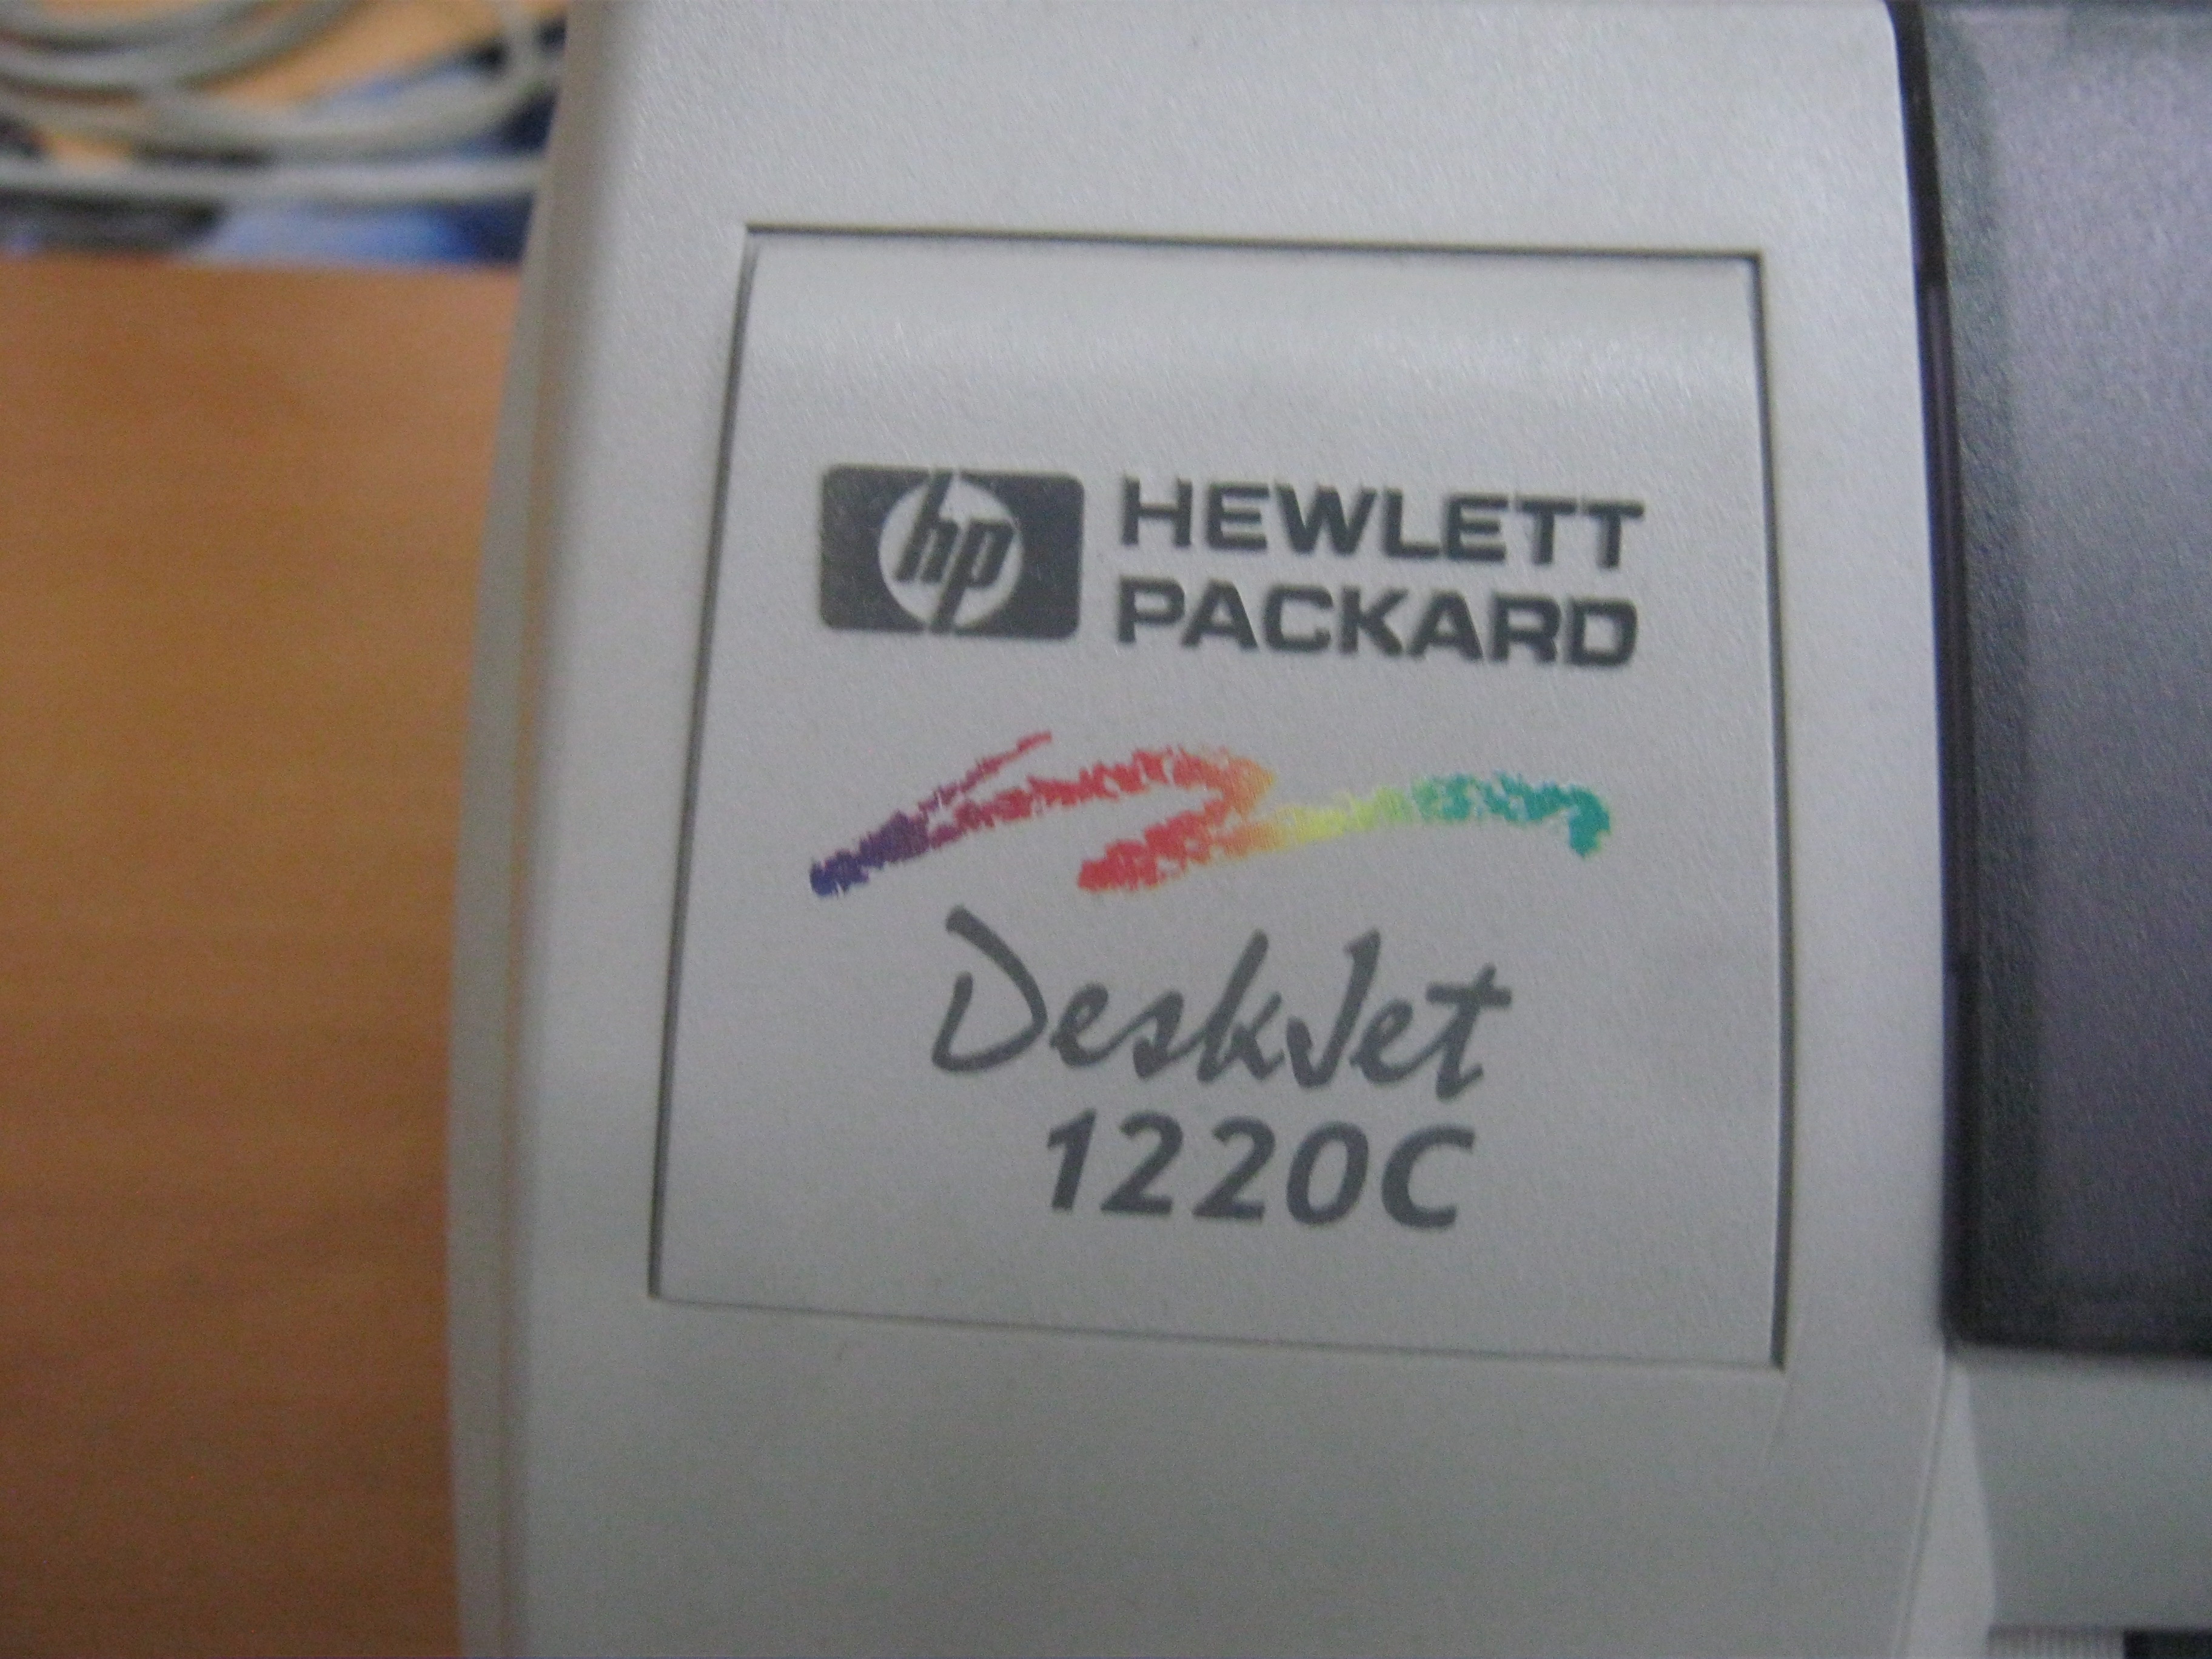 hp HEWLETT
PACKARD
DeskJet
1220C